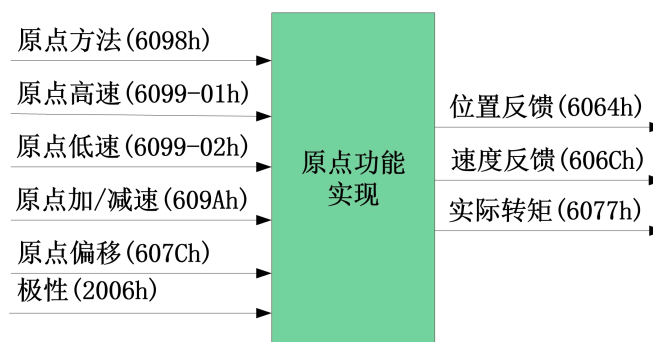 原点方法(6098h)
原点高速(6099-01h)
原点低速(6099-02h)
原点加/减速(609Ah)
原点偏移(607Ch)
极性(2006h)
原点功能
实现
位置反馈(6064h)
速度反馈(606Ch)
实际转矩(6077h)